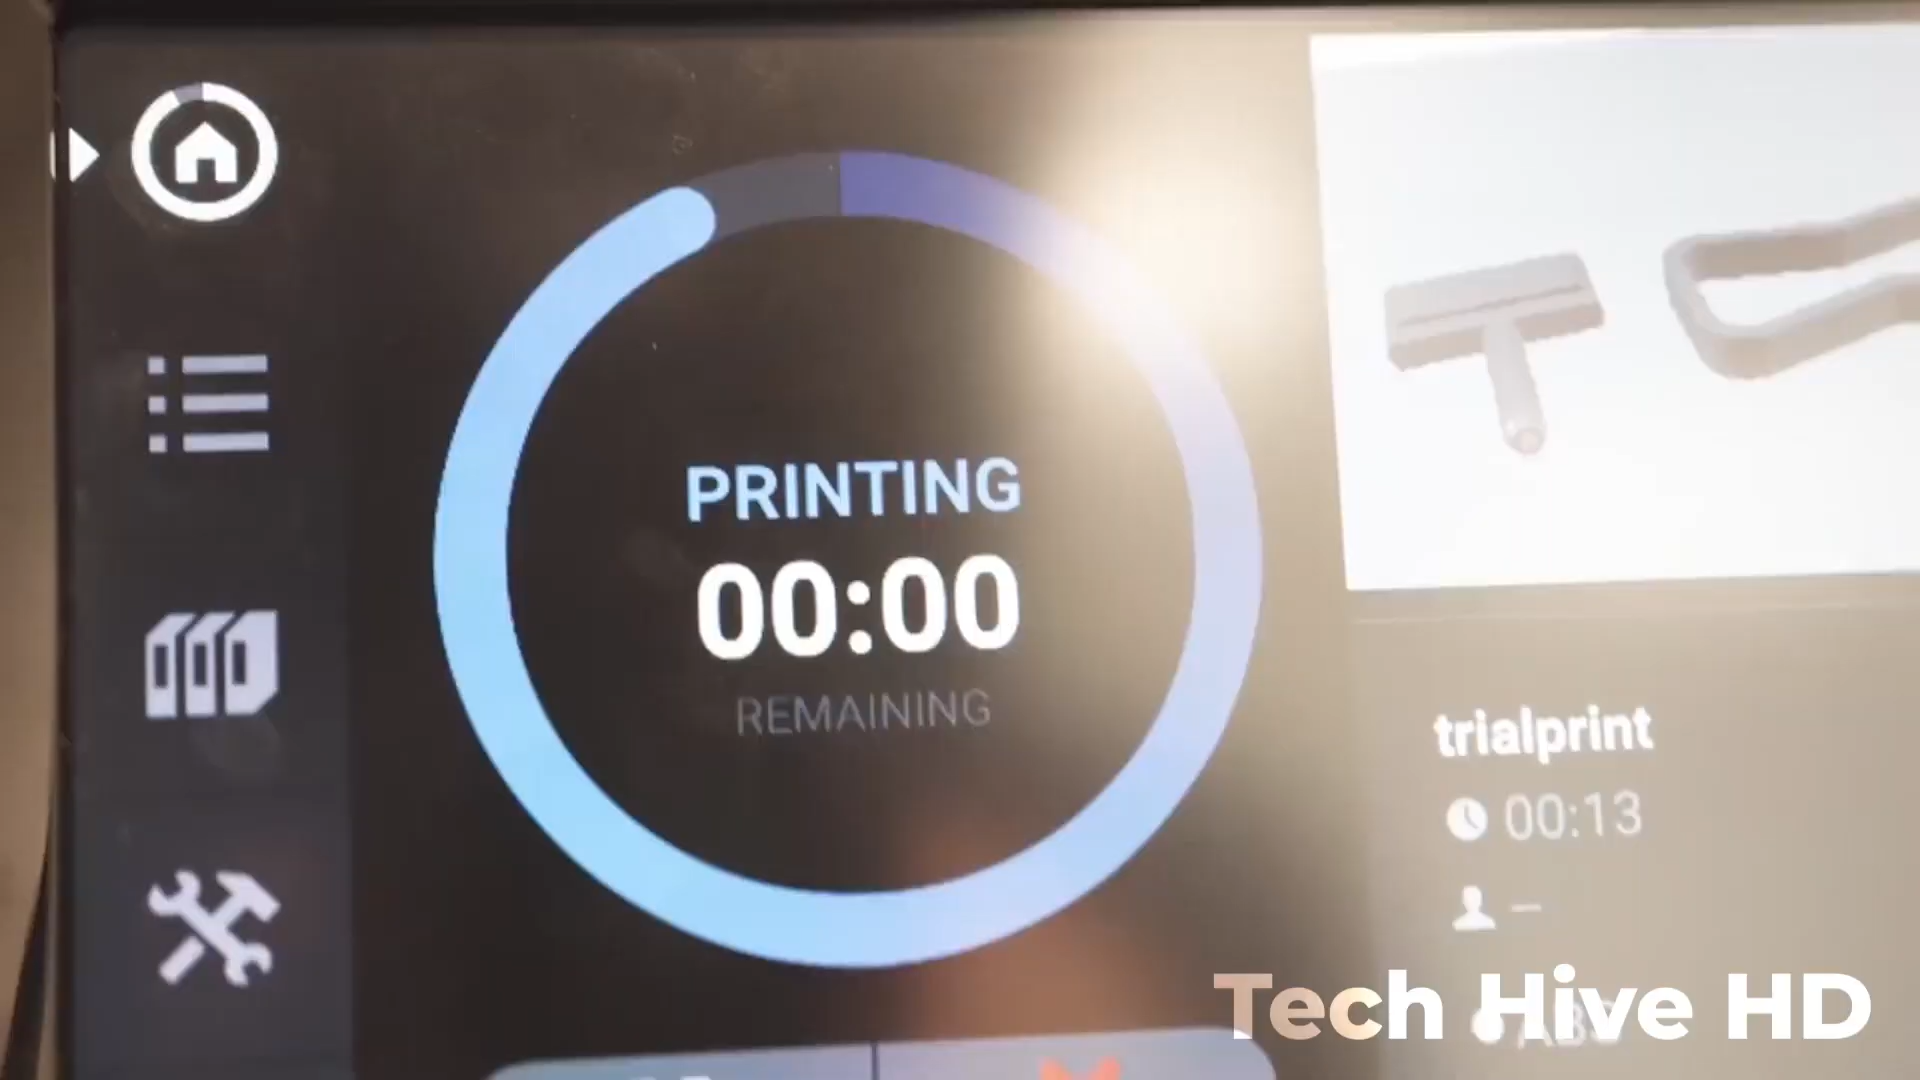 PRINTING
00:00
REMAINING
trialprint
00:13
–
Tech Hive HD